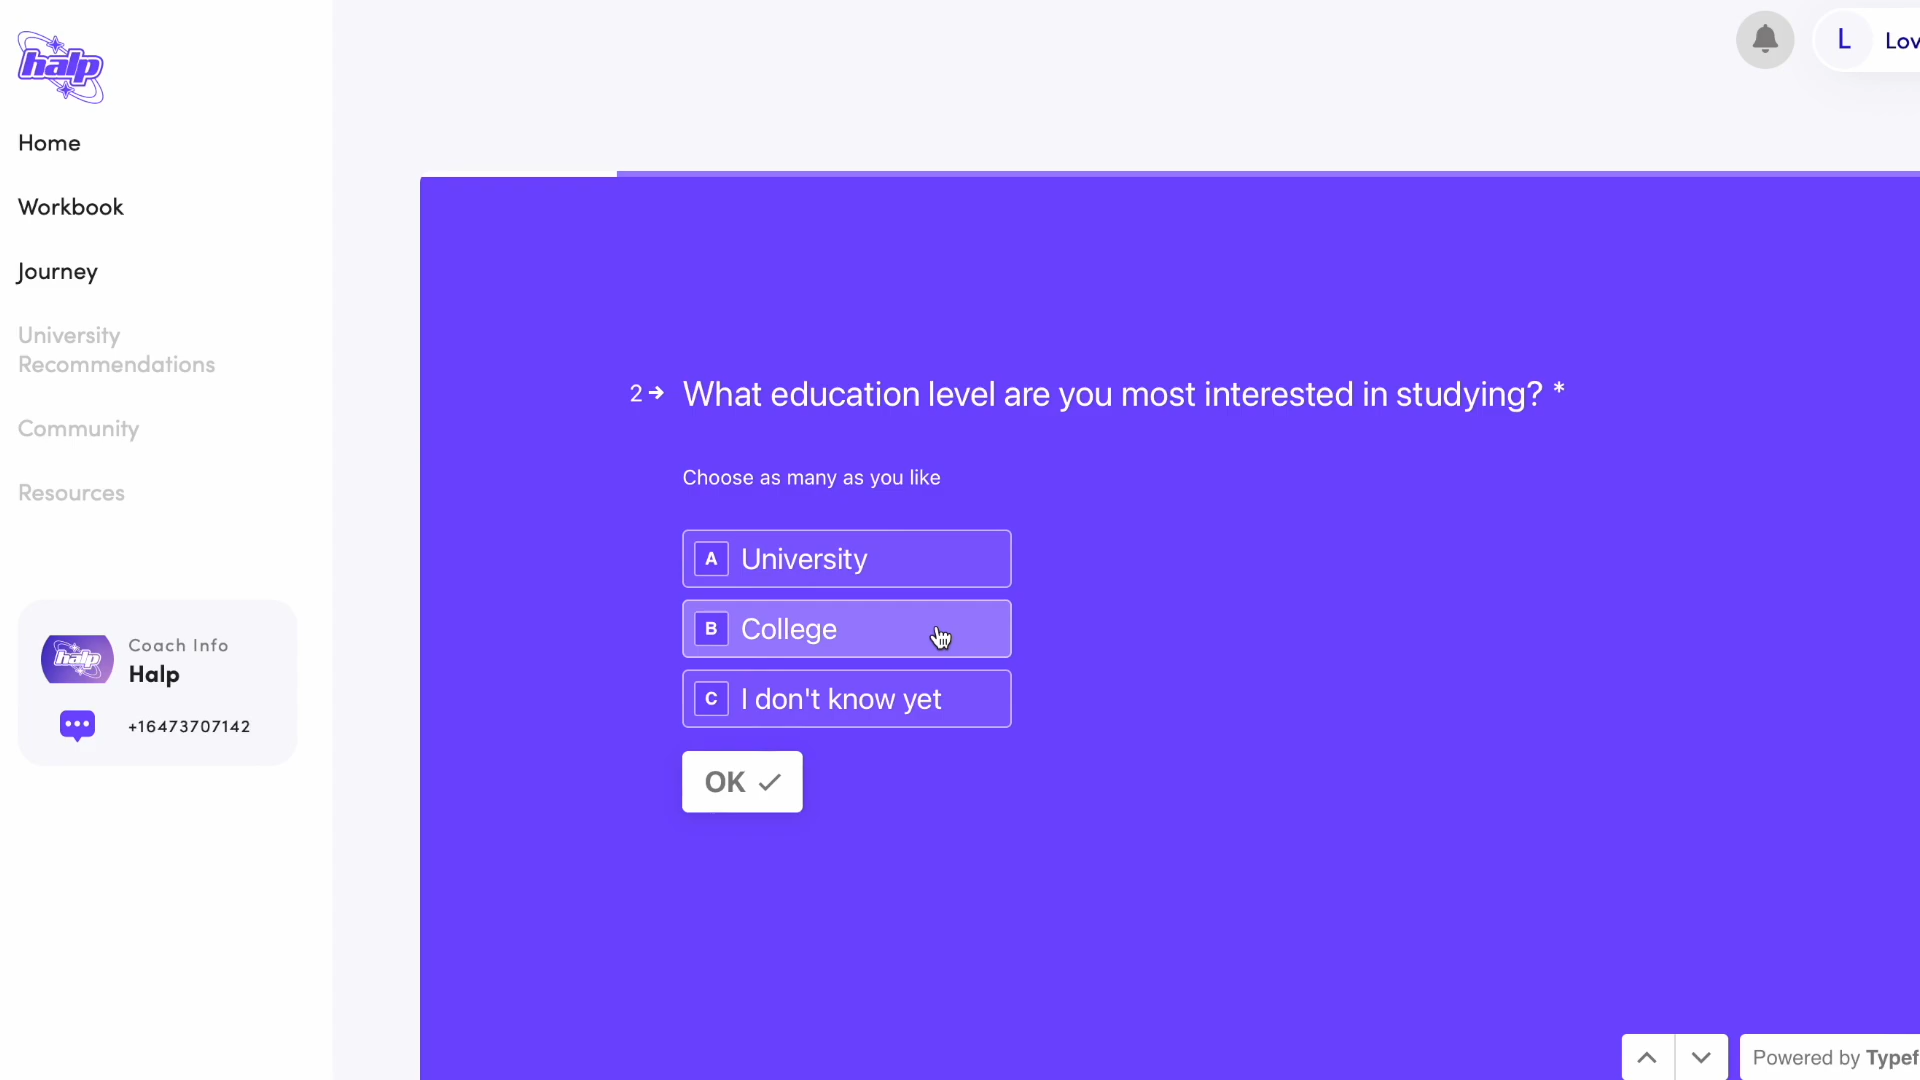 halp
Home
Workbook
Journey
University
Recommendations
Community
Resources
halp
Coach Info
Halp
+16473707142
L Lov
2 What education level are you most interested in studying? *
Choose as many as you like
A University
B College
C I don't know yet
OK
Powered by Typef